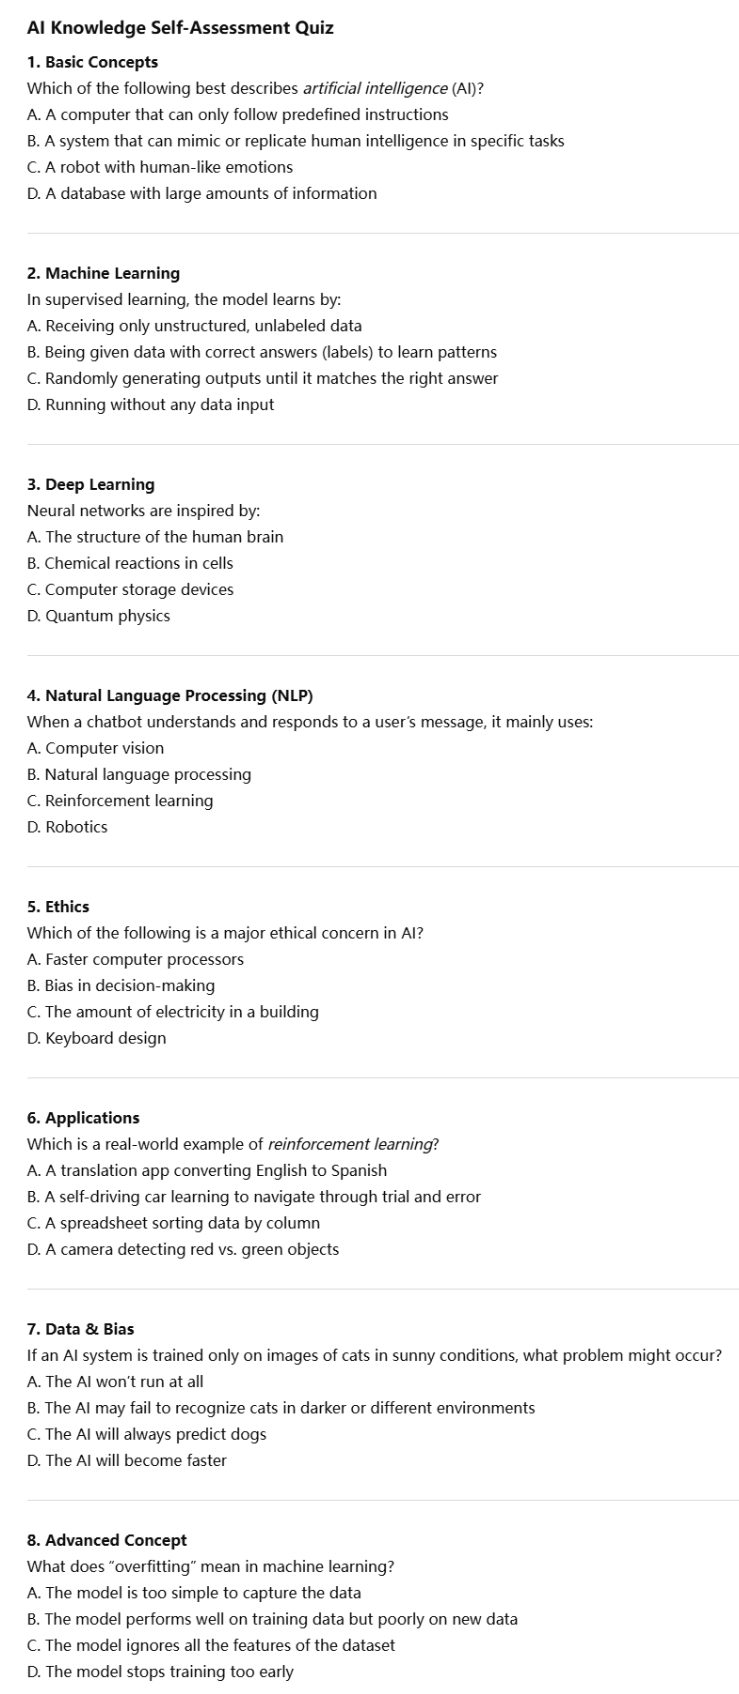 AI Knowledge Self-Assessment Quiz
1. Basic Concepts
Which of the following best describes artificial intelligence (AI)?
A. A computer that can only follow predefined instructions
B. A system that can mimic or replicate human intelligence in specific tasks
C. A robot with human-like emotions
D. A database with large amounts of information
2. Machine Learning
In supervised learning, the model learns by:
A. Receiving only unstructured, unlabeled data
B. Being given data with correct answers (labels) to learn patterns
C. Randomly generating outputs until it matches the right answer
D. Running without any data input
3. Deep Learning
Neural networks are inspired by:
A. The structure of the human brain
B. Chemical reactions in cells
C. Computer storage devices
D. Quantum physics
4. Natural Language Processing (NLP)
When a chatbot understands and responds to a user’s message, it mainly uses:
A. Computer vision
B. Natural language processing
C. Reinforcement learning
D. Robotics
5. Ethics
Which of the following is a major ethical concern in AI?
A. Faster computer processors
B. Bias in decision-making
C. The amount of electricity in a building
D. Keyboard design
6. Applications
Which is a real-world example of reinforcement learning?
A. A translation app converting English to Spanish
B. A self-driving car learning to navigate through trial and error
C. A spreadsheet sorting data by column
D. A camera detecting red vs. green objects
7. Data & Bias
If an AI system is trained only on images of cats in sunny conditions, what problem might occur?
A. The AI won’t run at all
B. The AI may fail to recognize cats in darker or different environments
C. The AI will always predict dogs
D. The AI will become faster
8. Advanced Concept
What does “overfitting” mean in machine learning?
A. The model is too simple to capture the data
B. The model performs well on training data but poorly on new data
C. The model ignores all the features of the dataset
D. The model stops training too early